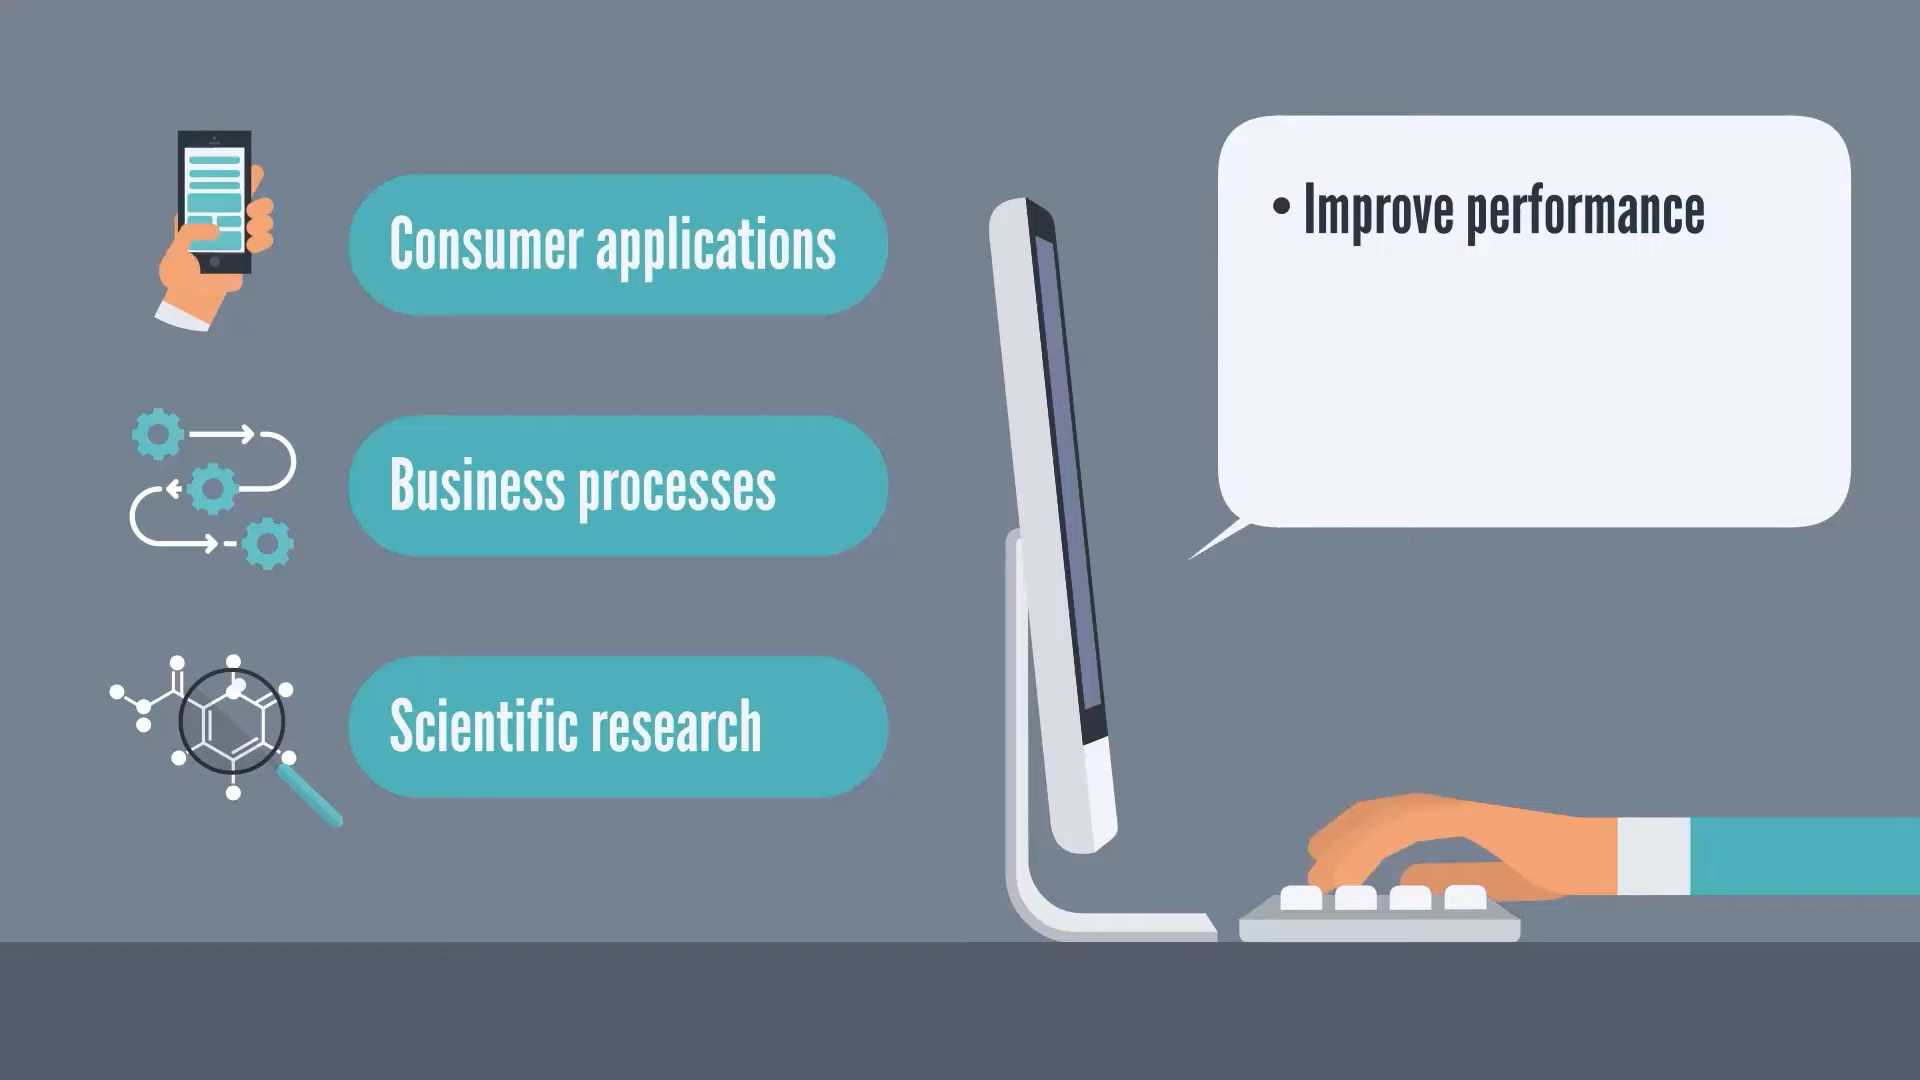 Consumer applications
Business processes
Scientific research
• Improve performance